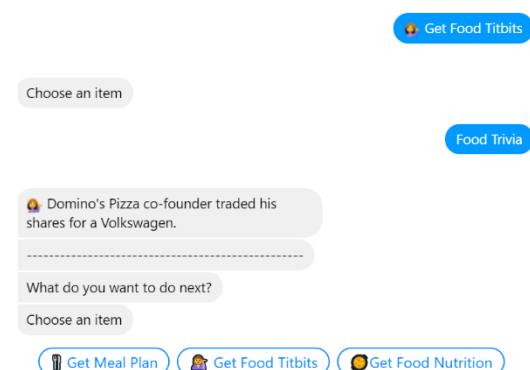 Get Food Titbits
Choose an item
Food Trivia
Domino's Pizza co-founder traded his
shares for a Volkswagen.
--------------------------------------------------
What do you want to do next?
Choose an item
Get Meal Plan Get Food Titbits Get Food Nutrition